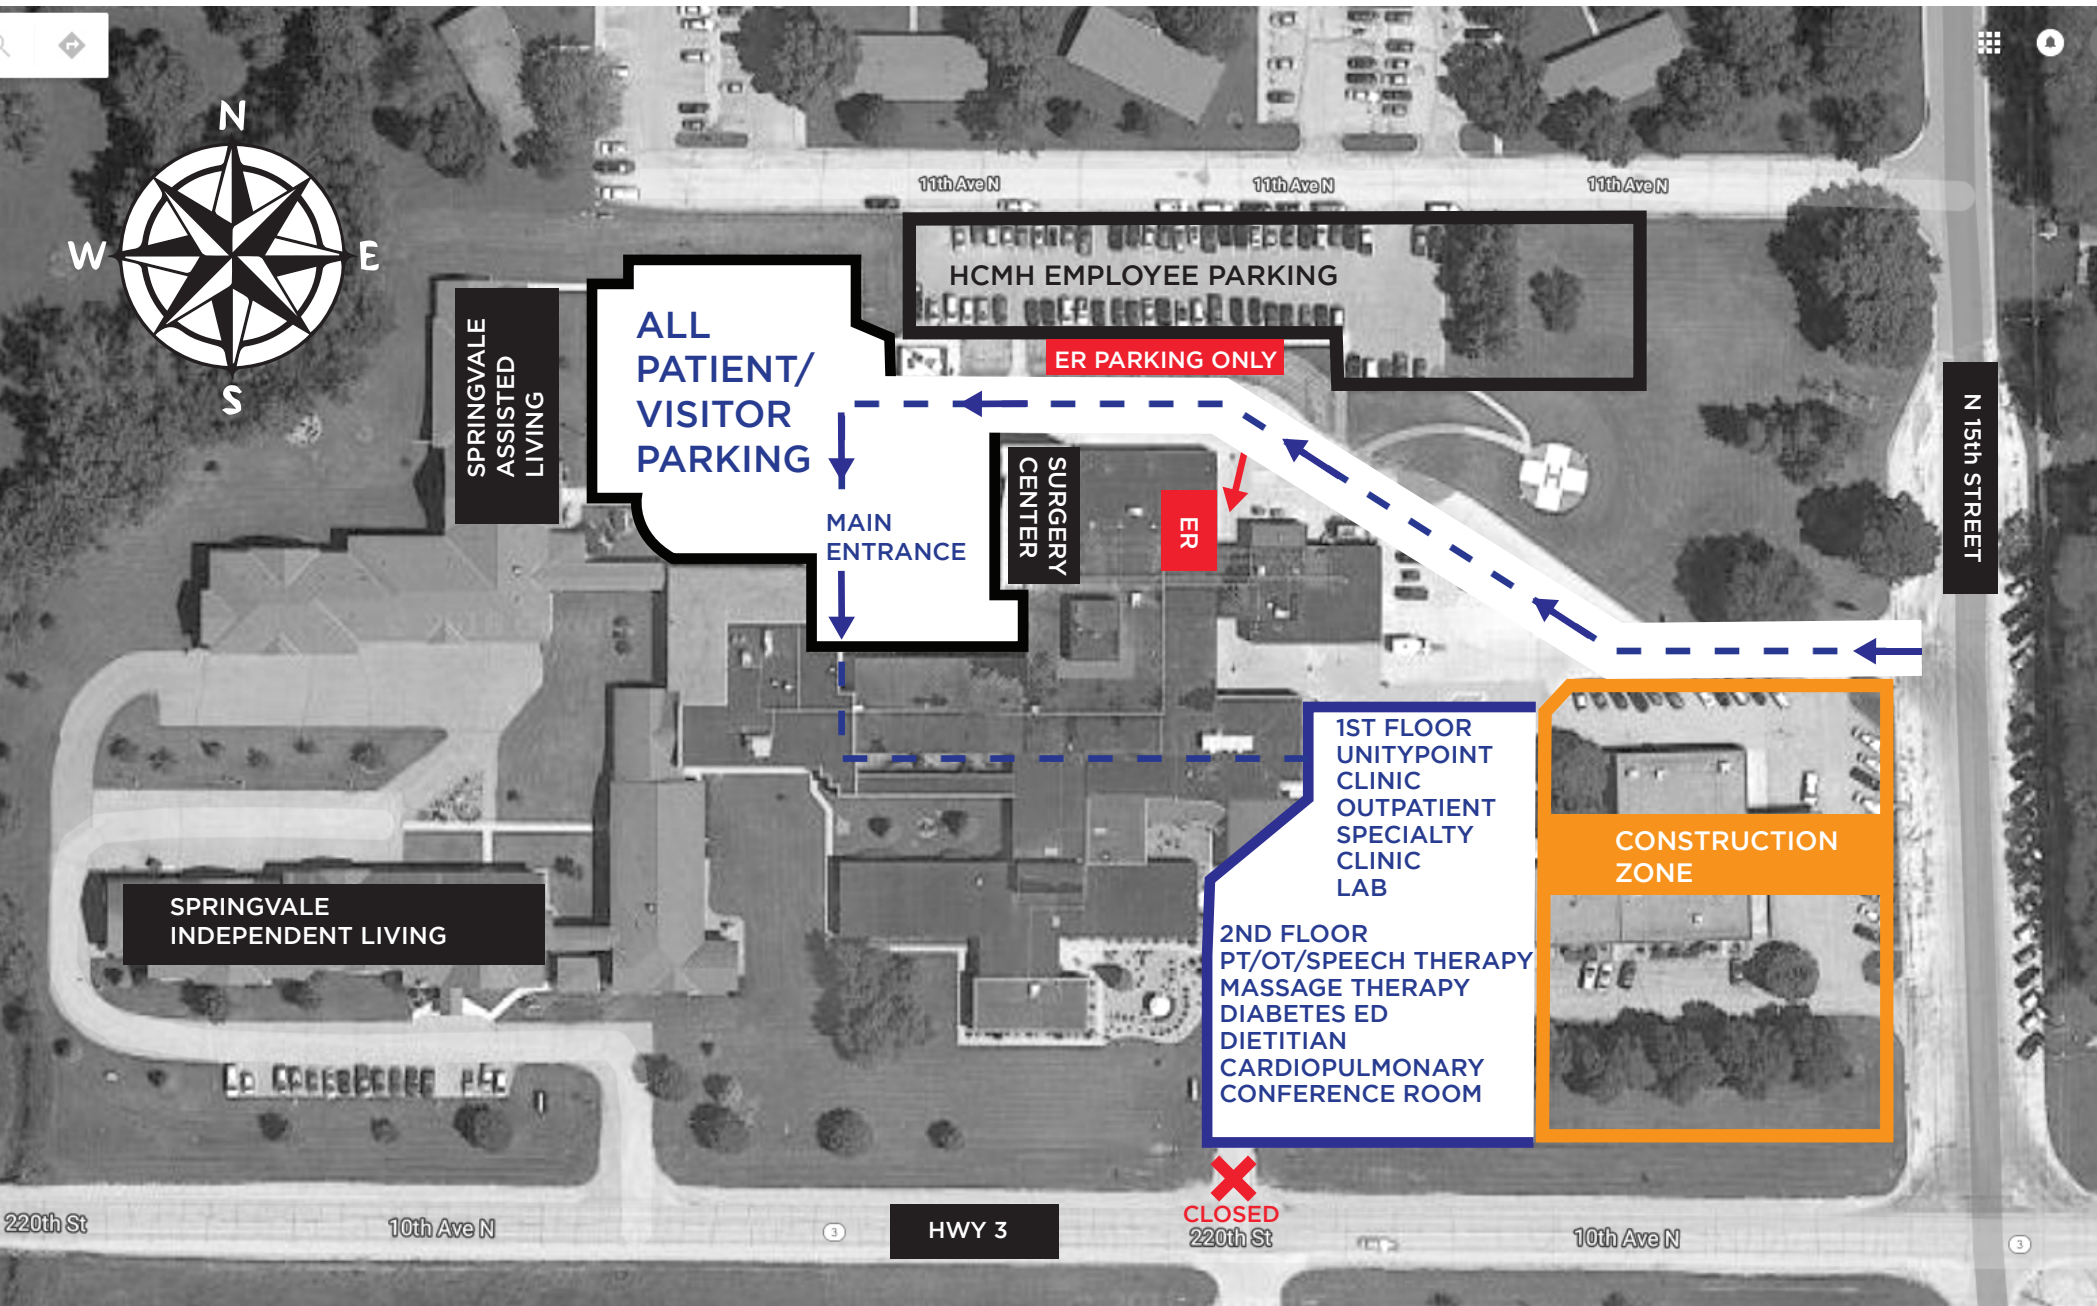 N
W
E
S
11th Ave N
11th Ave N
11th Ave N
HCMH EMPLOYEE PARKING
ER PARKING ONLY
SPRINGVALE
ASSISTED
LIVING
ALL
PATIENT/
VISITOR
PARKING
MAIN
ENTRANCE
SURGERY
CENTER
ER
H
N 15th STREET
1ST FLOOR
UNITYPOINT
CLINIC
OUTPATIENT
SPECIALTY
CLINIC
LAB
2ND FLOOR
PT/OT/SPEECH THERAPY
MASSAGE THERAPY
DIABETES ED
DIETITIAN
CARDIOPULMONARY
CONFERENCE ROOM
CONSTRUCTION
ZONE
SPRINGVALE
INDEPENDENT LIVING
CLOSED
220th St
10th Ave N
3
HWY 3
220th St
10th Ave N
3